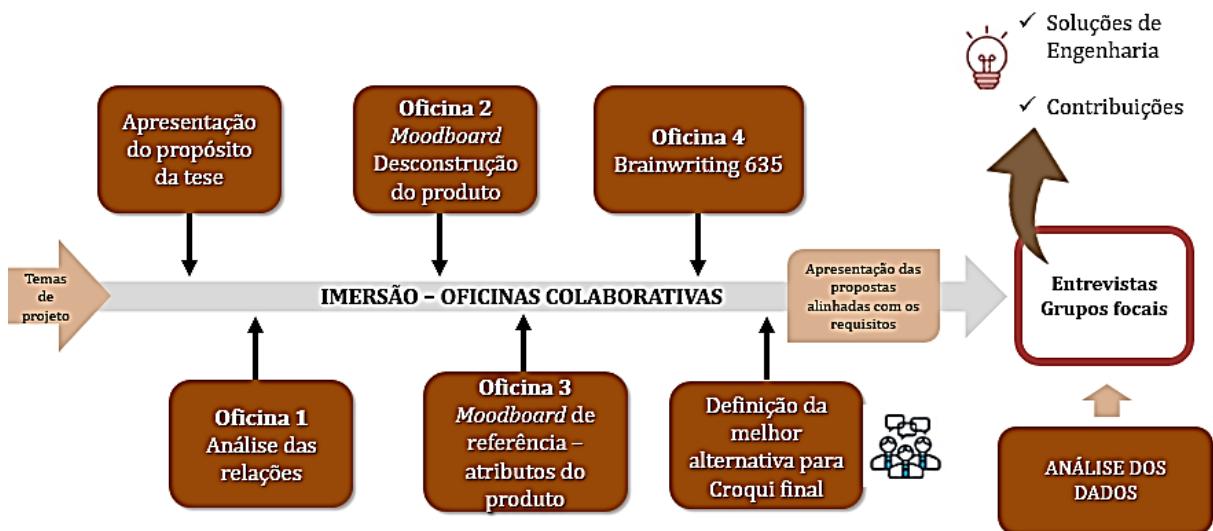 ✓ Soluções de
Engenharia
✓ Contribuições
Apresentação
do propósito
da tese
Oficina 2
Moodboard
Desconstrução
do produto
Oficina 4
Brainwriting 635
Temas
de
projeto
IMERSÃO – OFICINAS COLABORATIVAS
Apresentação das
propostas
alinhadas com os
requisitos
Entrevistas
Grupos focais
Oficina 1
Análise das
relações
Oficina 3
Moodboard de
referência –
atributos do
produto
Definição da
melhor
alternativa para
Croqui final
ANÁLISE DOS
DADOS